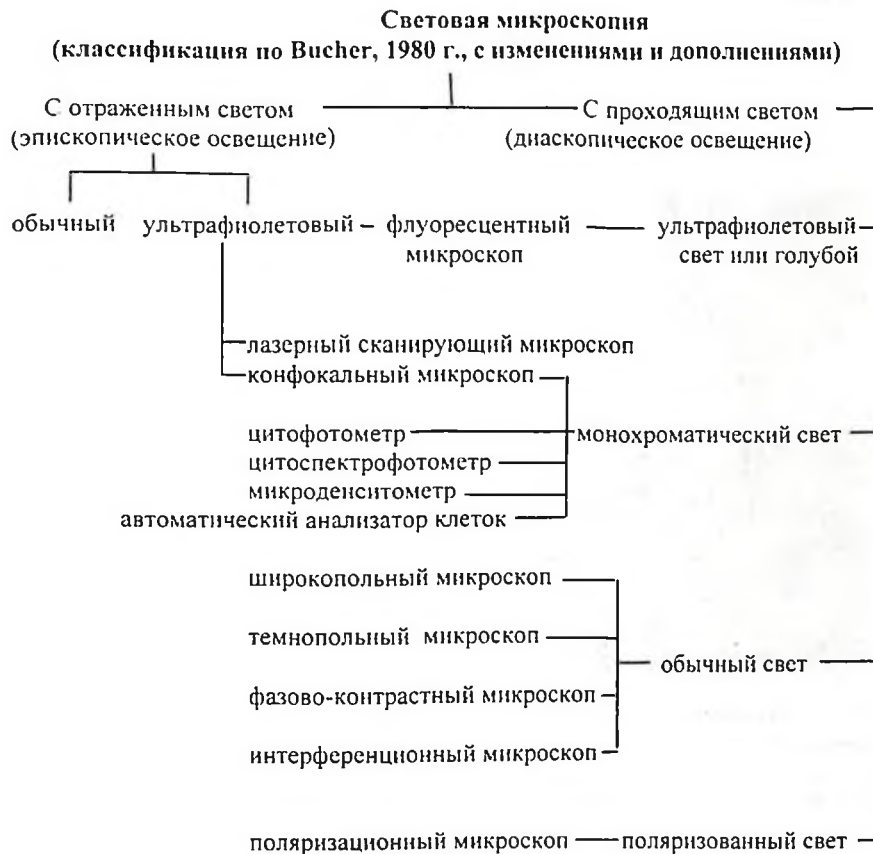 Световая микроскопия
(классификация по Bucher, 1980 г., с изменениями и дополнениями)
С отраженным светом
(эпископическое освещение)
С проходящим светом
(диаскопическое освещение)
обычный ультрафиолетовый – флуоресцентный
микроскоп
ультрафиолетовый
свет или голубой
лазерный сканирующий микроскоп
конфокальный микроскоп
цитофотометр
монохроматический свет
цитоспектрофотометр
микроденситометр
автоматический анализатор клеток
широкопольный микроскоп
темнопольный микроскоп
обычный свет
фазово-контрастный микроскоп
интерференционный микроскоп
поляризационный микроскоп
поляризованный свет